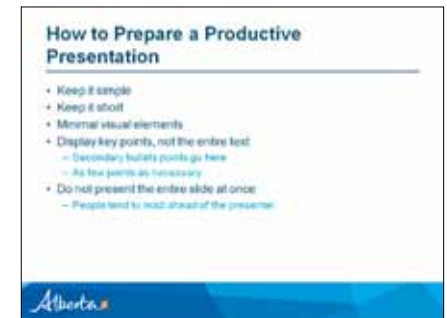 How to Prepare a Productive
Presentation
• Keep it simple
• Keep it short
• Minimal visual elements
• Display key points, not the entire text
– Secondary bullets points go here
– As few points as necessary
• Do not present the entire slide at once
– People tend to read ahead of the presenter
Alberta